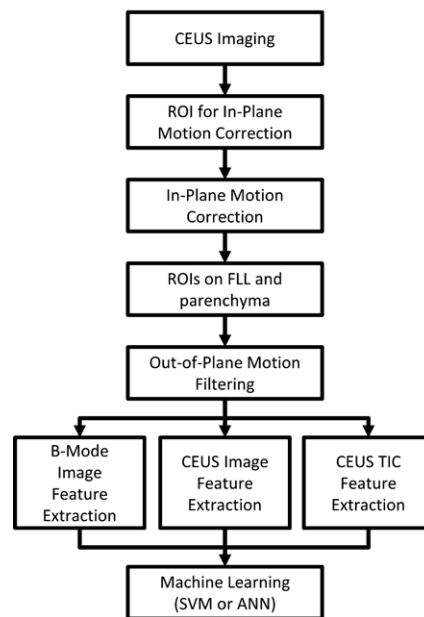 CEUS Imaging
ROI for In-Plane
Motion Correction
In-Plane Motion
Correction
ROIs on FLL and
parenchyma
Out-of-Plane Motion
Filtering
B-Mode
Image
Feature
Extraction
CEUS Image
Feature
Extraction
CEUS TIC
Feature
Extraction
Machine Learning
(SVM or ANN)